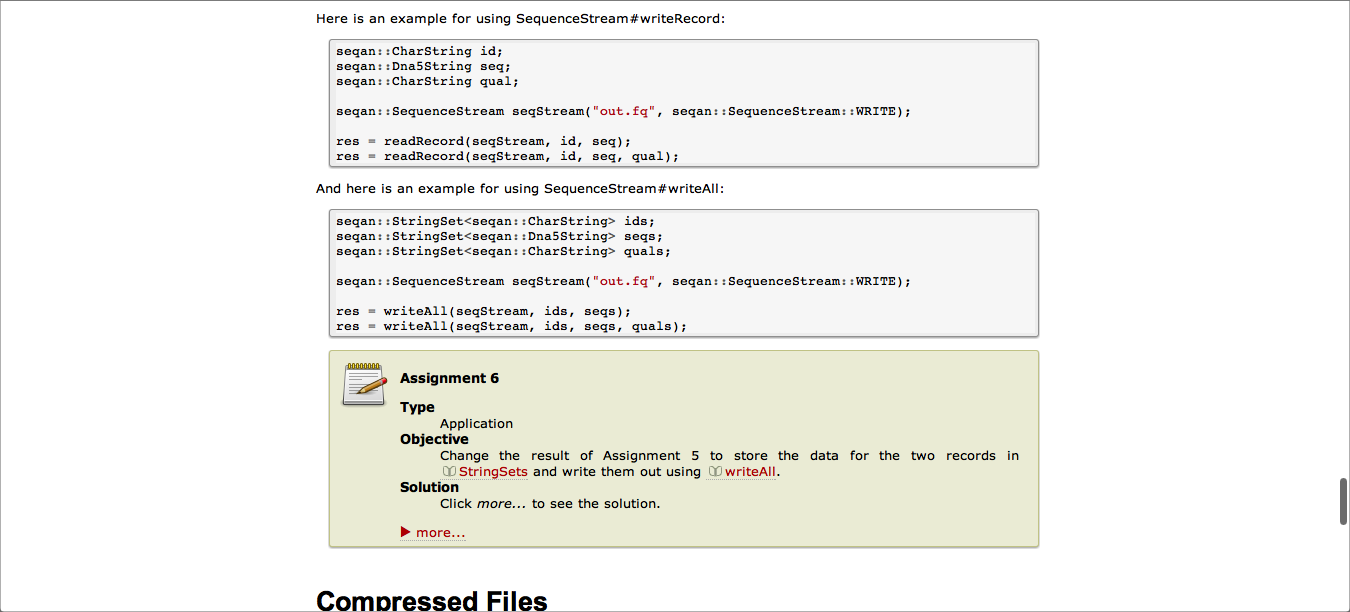 Here is an example for using SequenceStream#writeRecord:
seqan::CharString id;
seqan::Dna5String seq;
seqan::CharString qual;
seqan::SequenceStream seqStream("out.fq", seqan::SequenceStream::WRITE);
res = readRecord(seqStream, id, seq);
res = readRecord(seqStream, id, seq, qual);
And here is an example for using SequenceStream#writeAll:
seqan::StringSet<seqan::CharString> ids;
seqan::StringSet<seqan::Dna5String> seqs;
seqan::StringSet<seqan::CharString> quals;
seqan::SequenceStream seqStream("out.fq", seqan::SequenceStream::WRITE);
res = writeAll(seqStream, ids, seqs);
res = writeAll(seqStream, ids, seqs, quals);
Assignment 6
Type
Application
Objective
Change the result of Assignment 5 to store the data for the two records in
StringSets and write them out using writeAll.
Solution
Click more... to see the solution.
more...
Compressed Files